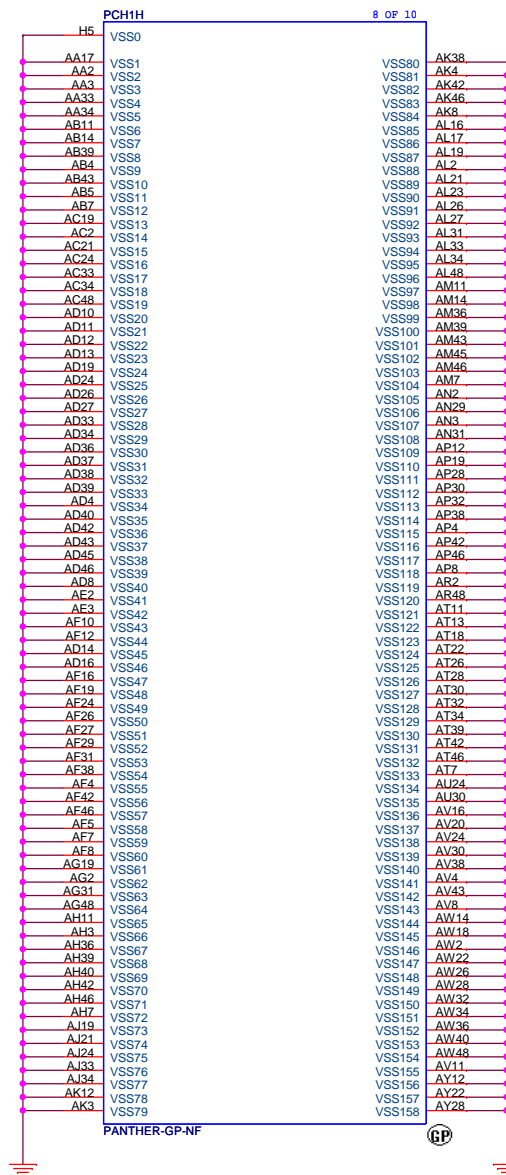 PCH1H
8 OF 10
H5 VSS0
AA17 VSS1
AA2 VSS2
AA3 VSS3
AA33 VSS4
AA34 VSS5
AB11 VSS6
AB14 VSS7
AB39 VSS8
AB4 VSS9
AB43 VSS10
AB5 VSS11
AB7 VSS12
AC19 VSS13
AC2 VSS14
AC21 VSS15
AC24 VSS16
AC33 VSS17
AC34 VSS18
AC48 VSS19
AD10 VSS20
AD11 VSS21
AD12 VSS22
AD13 VSS23
AD19 VSS24
AD24 VSS25
AD26 VSS26
AD27 VSS27
AD33 VSS28
AD34 VSS29
AD36 VSS30
AD37 VSS31
AD38 VSS32
AD39 VSS33
AD4 VSS34
AD40 VSS35
AD42 VSS36
AD43 VSS37
AD45 VSS38
AD46 VSS39
AD8 VSS40
AE2 VSS41
AE3 VSS42
AF10 VSS43
AF12 VSS44
AD14 VSS45
AD16 VSS46
AF16 VSS47
AF19 VSS48
AF24 VSS49
AF26 VSS50
AF27 VSS51
AF29 VSS52
AF31 VSS53
AF38 VSS54
AF4 VSS55
AF42 VSS56
AF46 VSS57
AF5 VSS58
AF7 VSS59
AF8 VSS60
AG19 VSS61
AG2 VSS62
AG31 VSS63
AG48 VSS64
AH11 VSS65
AH3 VSS66
AH36 VSS67
AH39 VSS68
AH40 VSS69
AH42 VSS70
AH46 VSS71
AH7 VSS72
AJ19 VSS73
AJ21 VSS74
AJ24 VSS75
AJ33 VSS76
AJ34 VSS77
AK12 VSS78
AK3 VSS79
VSS80 AK38
VSS81 AK4
VSS82 AK42
VSS83 AK46
VSS84 AK8
VSS85 AL16
VSS86 AL17
VSS87 AL19
VSS88 AL2
VSS89 AL21
VSS90 AL23
VSS91 AL26
VSS92 AL27
VSS93 AL31
VSS94 AL33
VSS95 AL34
VSS96 AL48
VSS97 AM11
VSS98 AM14
VSS99 AM36
VSS100 AM39
VSS101 AM43
VSS102 AM45
VSS103 AM46
VSS104 AM7
VSS105 AN2
VSS106 AN29
VSS107 AN3
VSS108 AN31
VSS109 AP12
VSS110 AP19
VSS111 AP28
VSS112 AP30
VSS113 AP32
VSS114 AP38
VSS115 AP4
VSS116 AP42
VSS117 AP46
VSS118 AP8
VSS119 AR2
VSS120 AR48
VSS121 AT11
VSS122 AT13
VSS123 AT18
VSS124 AT22
VSS125 AT26
VSS126 AT28
VSS127 AT30
VSS128 AT32
VSS129 AT34
VSS130 AT39
VSS131 AT42
VSS132 AT46
VSS133 AT7
VSS134 AU24
VSS135 AU30
VSS136 AV16
VSS137 AV20
VSS138 AV24
VSS139 AV30
VSS140 AV38
VSS141 AV4
VSS142 AV43
VSS143 AV8
VSS144 AW14
VSS145 AW18
VSS146 AW2
VSS147 AW22
VSS148 AW26
VSS149 AW28
VSS150 AW32
VSS151 AW34
VSS152 AW36
VSS153 AW40
VSS154 AW48
VSS155 AV11
VSS156 AY12
VSS157 AY22
VSS158 AY28
PANTHER-GP-NF
GP